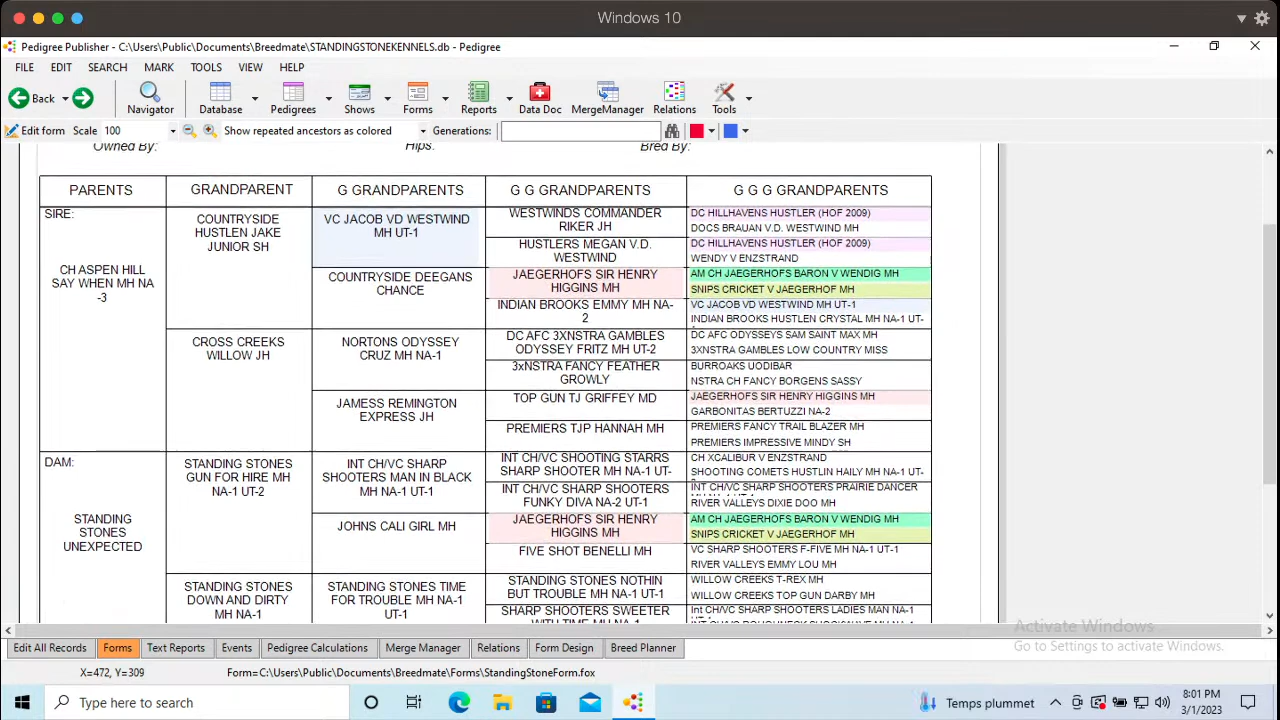 Windows 10
Pedigree Publisher - C:\Users\Public\Documents\Breedmate\STANDINGSTONEKENNELS.db - Pedigree
FILE EDIT SEARCH MARK TOOLS VIEW HELP
Back Navigator Database Pedigrees Shows Forms Reports Data Doc MergeManager Relations Tools
Edit form Scale 100 Show repeated ancestors as colored Generations:
Owned By: Hips: Bred By:
PARENTS GRANDPARENT G GRANDPARENTS G G GRANDPARENTS G G G GRANDPARENTS
SIRE:
CH ASPEN HILL
SAY WHEN MH NA
-3
DAM:
STANDING
STONES
UNEXPECTED
COUNTRYSIDE
HUSTLEN JAKE
JUNIOR SH
CROSS CREEKS
WILLOW JH
STANDING STONES
GUN FOR HIRE MH
NA-1 UT-2
STANDING STONES
DOWN AND DIRTY
MH NA-1
VC JACOB VD WESTWIND
MH UT-1
COUNTRYSIDE DEEGANS
CHANCE
NORTONS ODYSSEY
CRUZ MH NA-1
JAMESS REMINGTON
EXPRESS JH
INT CH/VC SHARP
SHOOTERS MAN IN BLACK
MH NA-1 UT-1
JOHNS CALI GIRL MH
STANDING STONES TIME
FOR TROUBLE MH NA-1
UT-1
WESTWINDS COMMANDER
RIKER JH
HUSTLERS MEGAN V.D.
WESTWIND
JAEGERHOFS SIR HENRY
HIGGINS MH
INDIAN BROOKS EMMY MH NA-
2
DC AFC 3XNSTRA GAMBLES
ODYSSEY FRITZ MH UT-2
3xNSTRA FANCY FEATHER
GROWLY
TOP GUN TJ GRIFFEY MD
PREMIERS TJP HANNAH MH
INT CH/VC SHOOTING STARRS
SHARP SHOOTER MH NA-1 UT-
INT CH/VC SHARP SHOOTERS
FUNKY DIVA NA-2 UT-1
JAEGERHOFS SIR HENRY
HIGGINS MH
FIVE SHOT BENELLI MH
STANDING STONES NOTHIN
BUT TROUBLE MH NA-1 UT-1
SHARP SHOOTERS SWEETER
WITH TIME MH NA-1
DC HILLHAVENS HUSTLER (HOF 2009)
DOCS BRAUAN V.D. WESTWIND MH
DC HILLHAVENS HUSTLER (HOF 2009)
WENDY V ENZSTRAND
AM CH JAEGERHOFS BARON V WENDIG MH
SNIPS CRICKET V JAEGERHOF MH
VC JACOB VD WESTWIND MH UT-1
INDIAN BROOKS HUSTLEN CRYSTAL MH NA-1 UT-
DC AFC ODYSSEYS SAM SAINT MAX MH
3XNSTRA GAMBLES LOW COUNTRY MISS
BURROAKS UODIBAR
NSTRA CH FANCY BORGENS SASSY
JAEGERHOFS SIR HENRY HIGGINS MH
GARBONITAS BERTUZZI NA-2
PREMIERS FANCY TRAIL BLAZER MH
PREMIERS IMPRESSIVE MINDY SH
CH XCALIBUR V ENZSTRAND
SHOOTING COMETS HUSTLIN HAILY MH NA-1 UT-
INT CH/VC SHARP SHOOTERS PRAIRIE DANCER
RIVER VALLEYS DIXIE DOO MH
AM CH JAEGERHOFS BARON V WENDIG MH
SNIPS CRICKET V JAEGERHOF MH
VC SHARP SHOOTERS F-FIVE MH NA-1 UT-1
RIVER VALLEYS EMMY LOU MH
WILLOW CREEKS T-REX MH
WILLOW CREEKS TOP GUN DARBY MH
Int CH/VC SHARP SHOOTERS LADIES MAN NA-1
Activate Windows
Go to Settings to activate Windows.
Edit All Records Forms Text Reports Events Pedigree Calculations Merge Manager Relations Form Design Breed Planner
X=472, Y=309 Form=C:\Users\Public\Documents\Breedmate\Forms\StandingStoneForm.fox
Type here to search Temps plummet 8:01 PM
3/1/2023